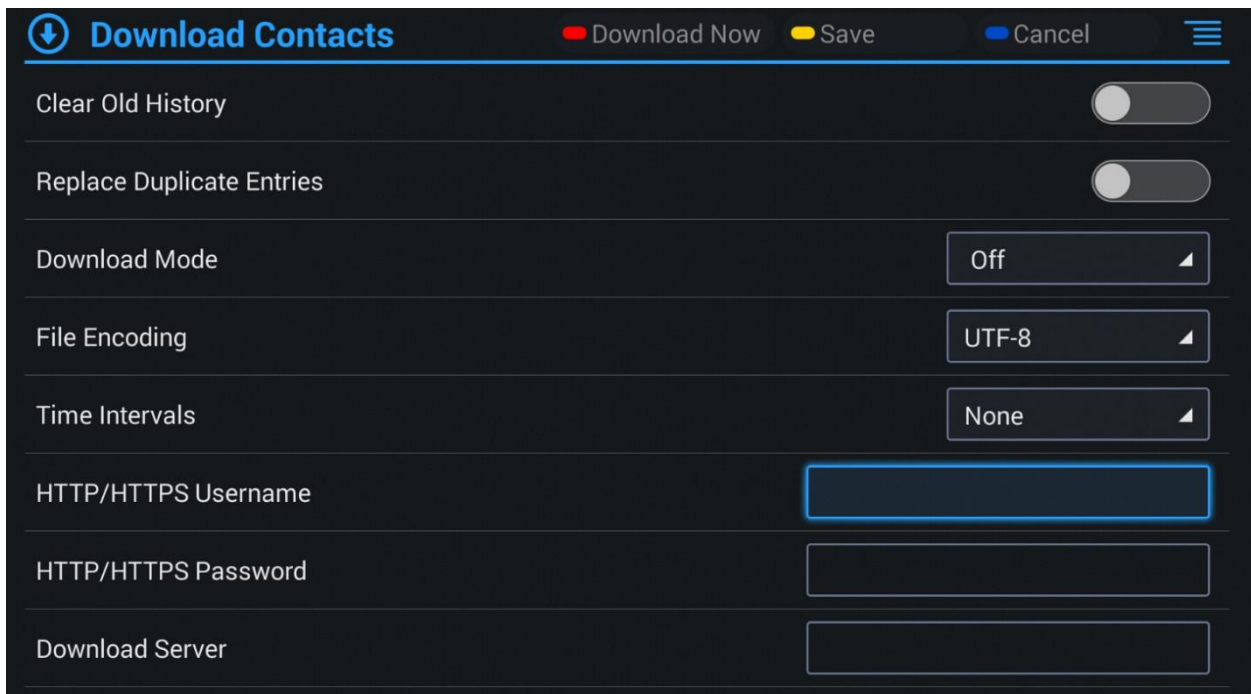 Download Contacts Download Now Save Cancel
Clear Old History
Replace Duplicate Entries
Download Mode Off
File Encoding UTF-8
Time Intervals None
HTTP/HTTPS Username
HTTP/HTTPS Password
Download Server